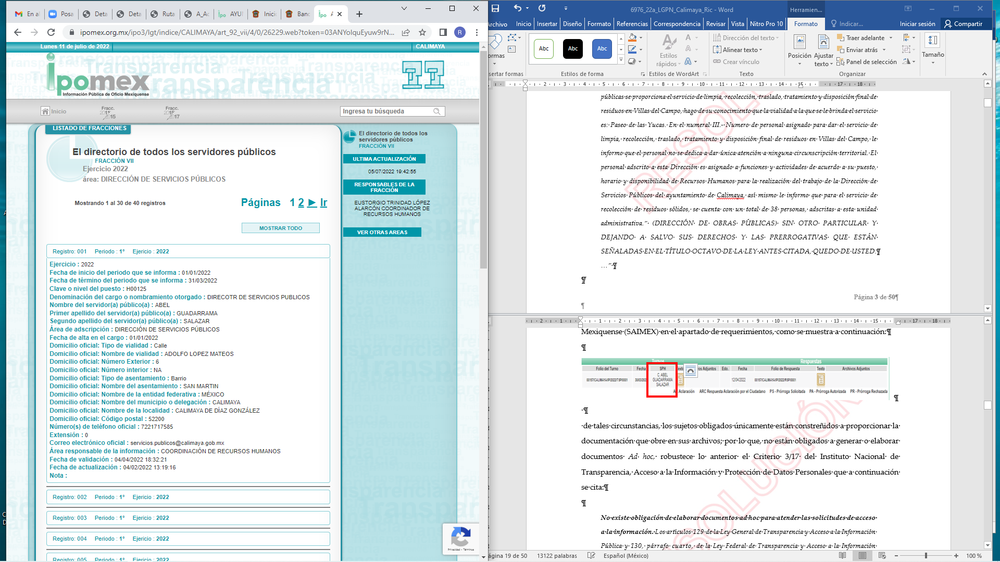 En al
Posa
Deta
Deta
Ruta
A_Ac
AYU
Inici
Banc
A
ipomex.org.mx/ipo3/lgt/indice/CALIMAYA/art_92_vii/4/0/26229.web?token=03ANYolquEyuw9rN...
R
Lunes 11 de julio de 2022
CALIMAYA
Transparencia
ipomex
Información Pública de Oficio Mexiquense
Inicio
Fracc.
2011
15
Fracc.
2015
17
Ingresa tu búsqueda
LISTADO DE FRACCIONES
El directorio de todos los servidores públicos
FRACCIÓN VII
Ejercicio 2022
área: DIRECCIÓN DE SERVICIOS PÚBLICOS
Mostrando 1 al 30 de 40 registros
Páginas 1 2 ► Ir
MOSTRAR TODO
Registro: 001 Periodo : 1º Ejericio : 2022
Ejercicio : 2022
Fecha de inicio del periodo que se informa : 01/01/2022
Fecha de término del periodo que se informa : 31/03/2022
Clave o nivel del puesto : H00125
Denominación del cargo o nombramiento otorgado : DIRECOTR DE SERVICIOS PUBLICOS
Nombre del servidor(a) público(a) : ABEL
Primer apellido del servidor(a) público(a) : GUADARRAMA
Segundo apellido del servidor(a) público(a) : SALAZAR
Área de adscripción : DIRECCIÓN DE SERVICIOS PÚBLICOS
Fecha de alta en el cargo : 01/01/2022
Domicilio oficial: Tipo de vialidad : Calle
Domicilio oficial: Nombre de vialidad : ADOLFO LOPEZ MATEOS
Domicilio oficial: Número Exterior : 6
Domicilio oficial: Número interior : NA
Domicilio oficial: Tipo de asentamiento : Barrio
Domicilio oficial: Nombre del asentamiento : SAN MARTIN
Domicilio oficial: Nombre de la entidad federativa : MÉXICO
Domicilio oficial: Nombre del municipio o delegación : CALIMAYA
Domicilio oficial: Nombre de la localidad : CALIMAYA DE DÍAZ GONZÁLEZ
Domicilio oficial: Código postal : 52200
Número(s) de teléfono oficial : 7221717585
Extensión : 0
Correo electrónico oficial : servicios.publicos@calimaya.gob.mx
Área responsable de la información : COORDINACIÓN DE RECURSOS HUMANOS
Fecha de validación : 04/04/2022 18:32:21
Fecha de actualización : 04/02/2022 13:19:16
Nota :
Registro: 002 Periodo : 1º Ejericio : 2022
Registro: 003 Periodo : 1º Ejericio : 2022
Registro: 004 Periodo : 1º Ejericio : 2022
Registro: 005 Periodo : 1º Ejericio : 2022
El directorio de todos los
servidores públicos
FRACCIÓN VII
ULTIMA ACTUALIZACIÓN
05/07/2022 19:42:55
RESPONSABLES DE LA
FRACCIÓN
EUSTORGIO TRINIDAD LÓPEZ
ALARCÓN COORDINADOR DE
RECURSOS HUMANOS
VER OTRAS AREAS
Privacidad - Términos
6976_22a_LGPN_Calimaya_Ric - Word
Herramien...
Archivo Inicio Insertar Diseño Formato Referencias Correspondencia Revisar Vista Nitro Pro 10 Formato Indicar... Iniciar sesión Compartir
ormas
Abc Abc Abc
Estilos
rápidos
Dirección del texto
Alinear texto
Crear vínculo
Posición
Ajustar
texto
Traer adelante
Enviar atrás
Panel de selección
Tamaño
sertar formas
Estilos de forma
Estilos de WordArt
Texto
Organizar
públicas se proporciona el servicio de limpia, recolección, traslado, tratamiento y disposición final de
residuos en Villas del Campo, hago de su conocimiento que la vialidad a la que se le brinda el servicio
es: Paseo de las Yucas. En el numeral III.- Numero de personal asignado para dar el servicio de
limpia, recolección, traslado, tratamiento y disposición final de residuos en Villas del Campo, le
informo que el personal no se dedica a dar única atención a ninguna circunscripción territorial. El
personal adscrito a esta Dirección es asignado a funciones y actividades de acuerdo a su puesto,
horario y disponibilidad de Recursos Humanos para la realización del trabajo de la Dirección de
Servicios Públicos del ayuntamiento de Calimaya, así mismo le informo que para el servicio de
recolección de residuos sólidos, se cuenta con un total de 38 personas, adscritas a esta unidad
administrativa." (DIRECCIÓN DE OBRAS PÚBLICAS) SIN OTRO PARTICULAR Y
DEJANDO A SALVO SUS DERECHOS Y LAS PRERROGATIVAS QUE ESTÁN
SEÑALADAS EN EL TÍTULO OCTAVO DE LA LEY ANTES CITADA, QUEDO DE USTED.¶
…" ¶
¶
Página 3 de 50¶
¶
Mexiquense (SAIMEX) en el apartado de requerimientos, como se muestra a continuación:¶
¶
Turnos Respuestas
Folio del Turno Fecha SPH Texto Archivos Adjuntos Edo. Fecha Folio de Respuesta Texto Archivos Adjuntos
00157/CALIMAYA/IP/2022/TSP/0001 30/03/2022 C. ABEL GUADARRAMA SALAZAR 12/04/2022 00157/CALIMAYA/IP/2022/RSP/0001
Aclaración ARC Respuesta Aclaración por el Ciudadano PS - Prórroga Solicitada PA - Prórroga Autorizada PR - Prórroga Rechazada
¶
¶
de tales circunstancias, los sujetos obligados únicamente están constreñidos a proporcionar la
documentación que obre en sus archivos; por lo que, no están obligados a generar o elaborar
documentos Ad hoc, robustece lo anterior el Criterio 3/17 del Instituto Nacional de
Transparencia, Acceso a la Información y Protección de Datos Personales que a continuación
se cita:¶
¶
No existe obligación de elaborar documentos ad hoc para atender las solicitudes de acceso
a la información. Los artículos 129 de la Ley General de Transparencia y Acceso a la Información
Pública y 130, párrafo cuarto, de la Ley Federal de Transparencia y Acceso a la Información
ágina 19 de 50 13122 palabras Español (México) 100 %